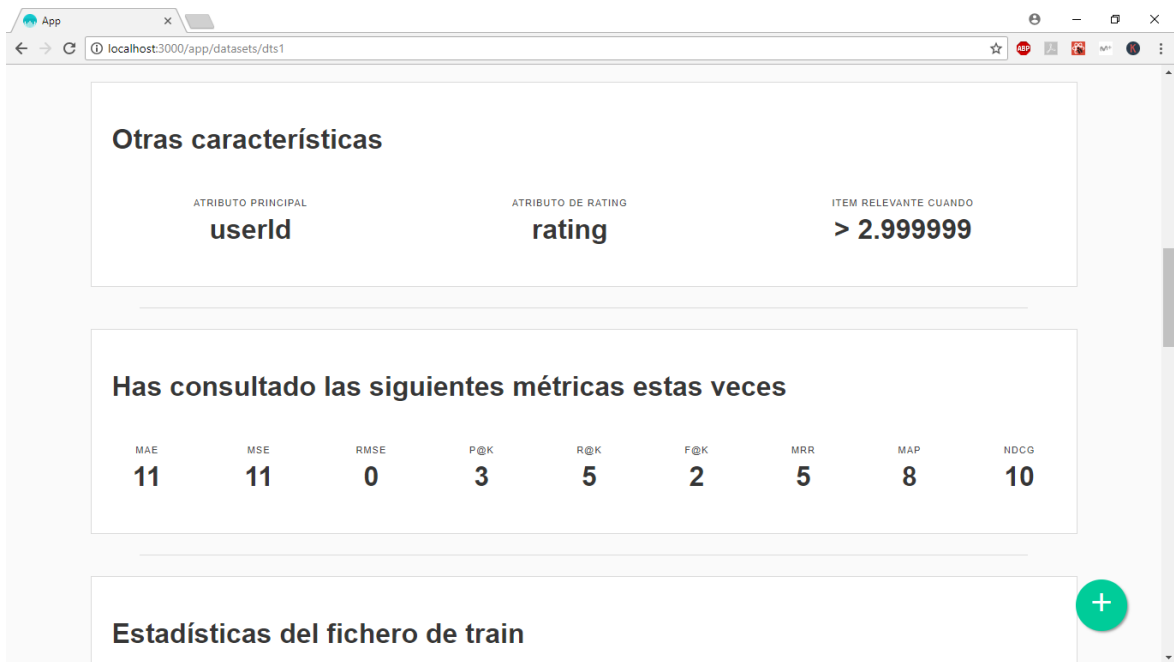 App
localhost:3000/app/datasets/dts1
ABP
K
Otras características
ATRIBUTO PRINCIPAL
userId
ATRIBUTO DE RATING
rating
ITEM RELEVANTE CUANDO
> 2.999999
Has consultado las siguientes métricas estas veces
MAE MSE RMSE P@K R@K F@K MRR MAP NDCG
11 11 0 3 5 2 5 8 10
Estadísticas del fichero de train
+